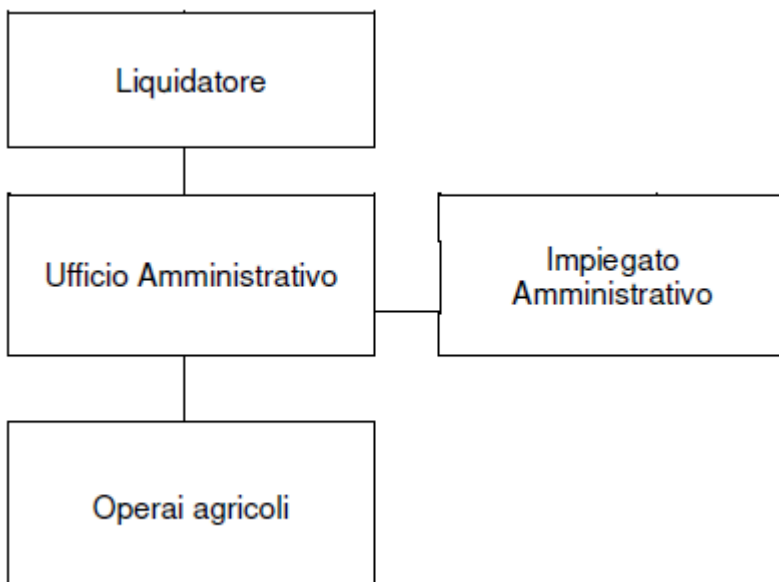 Liquidatore
Ufficio Amministrativo
Impiegato
Amministrativo
Operai agricoli